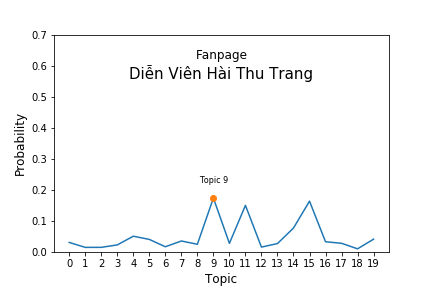 0.7
Fanpage
Diễn Viên Hài Thu Trang
0.6
0.5
0.4
0.3
0.2
0.1
0.0
Probability
Topic 9
0 1 2 3 4 5 6 7 8 9 10 11 12 13 14 15 16 17 18 19
Topic